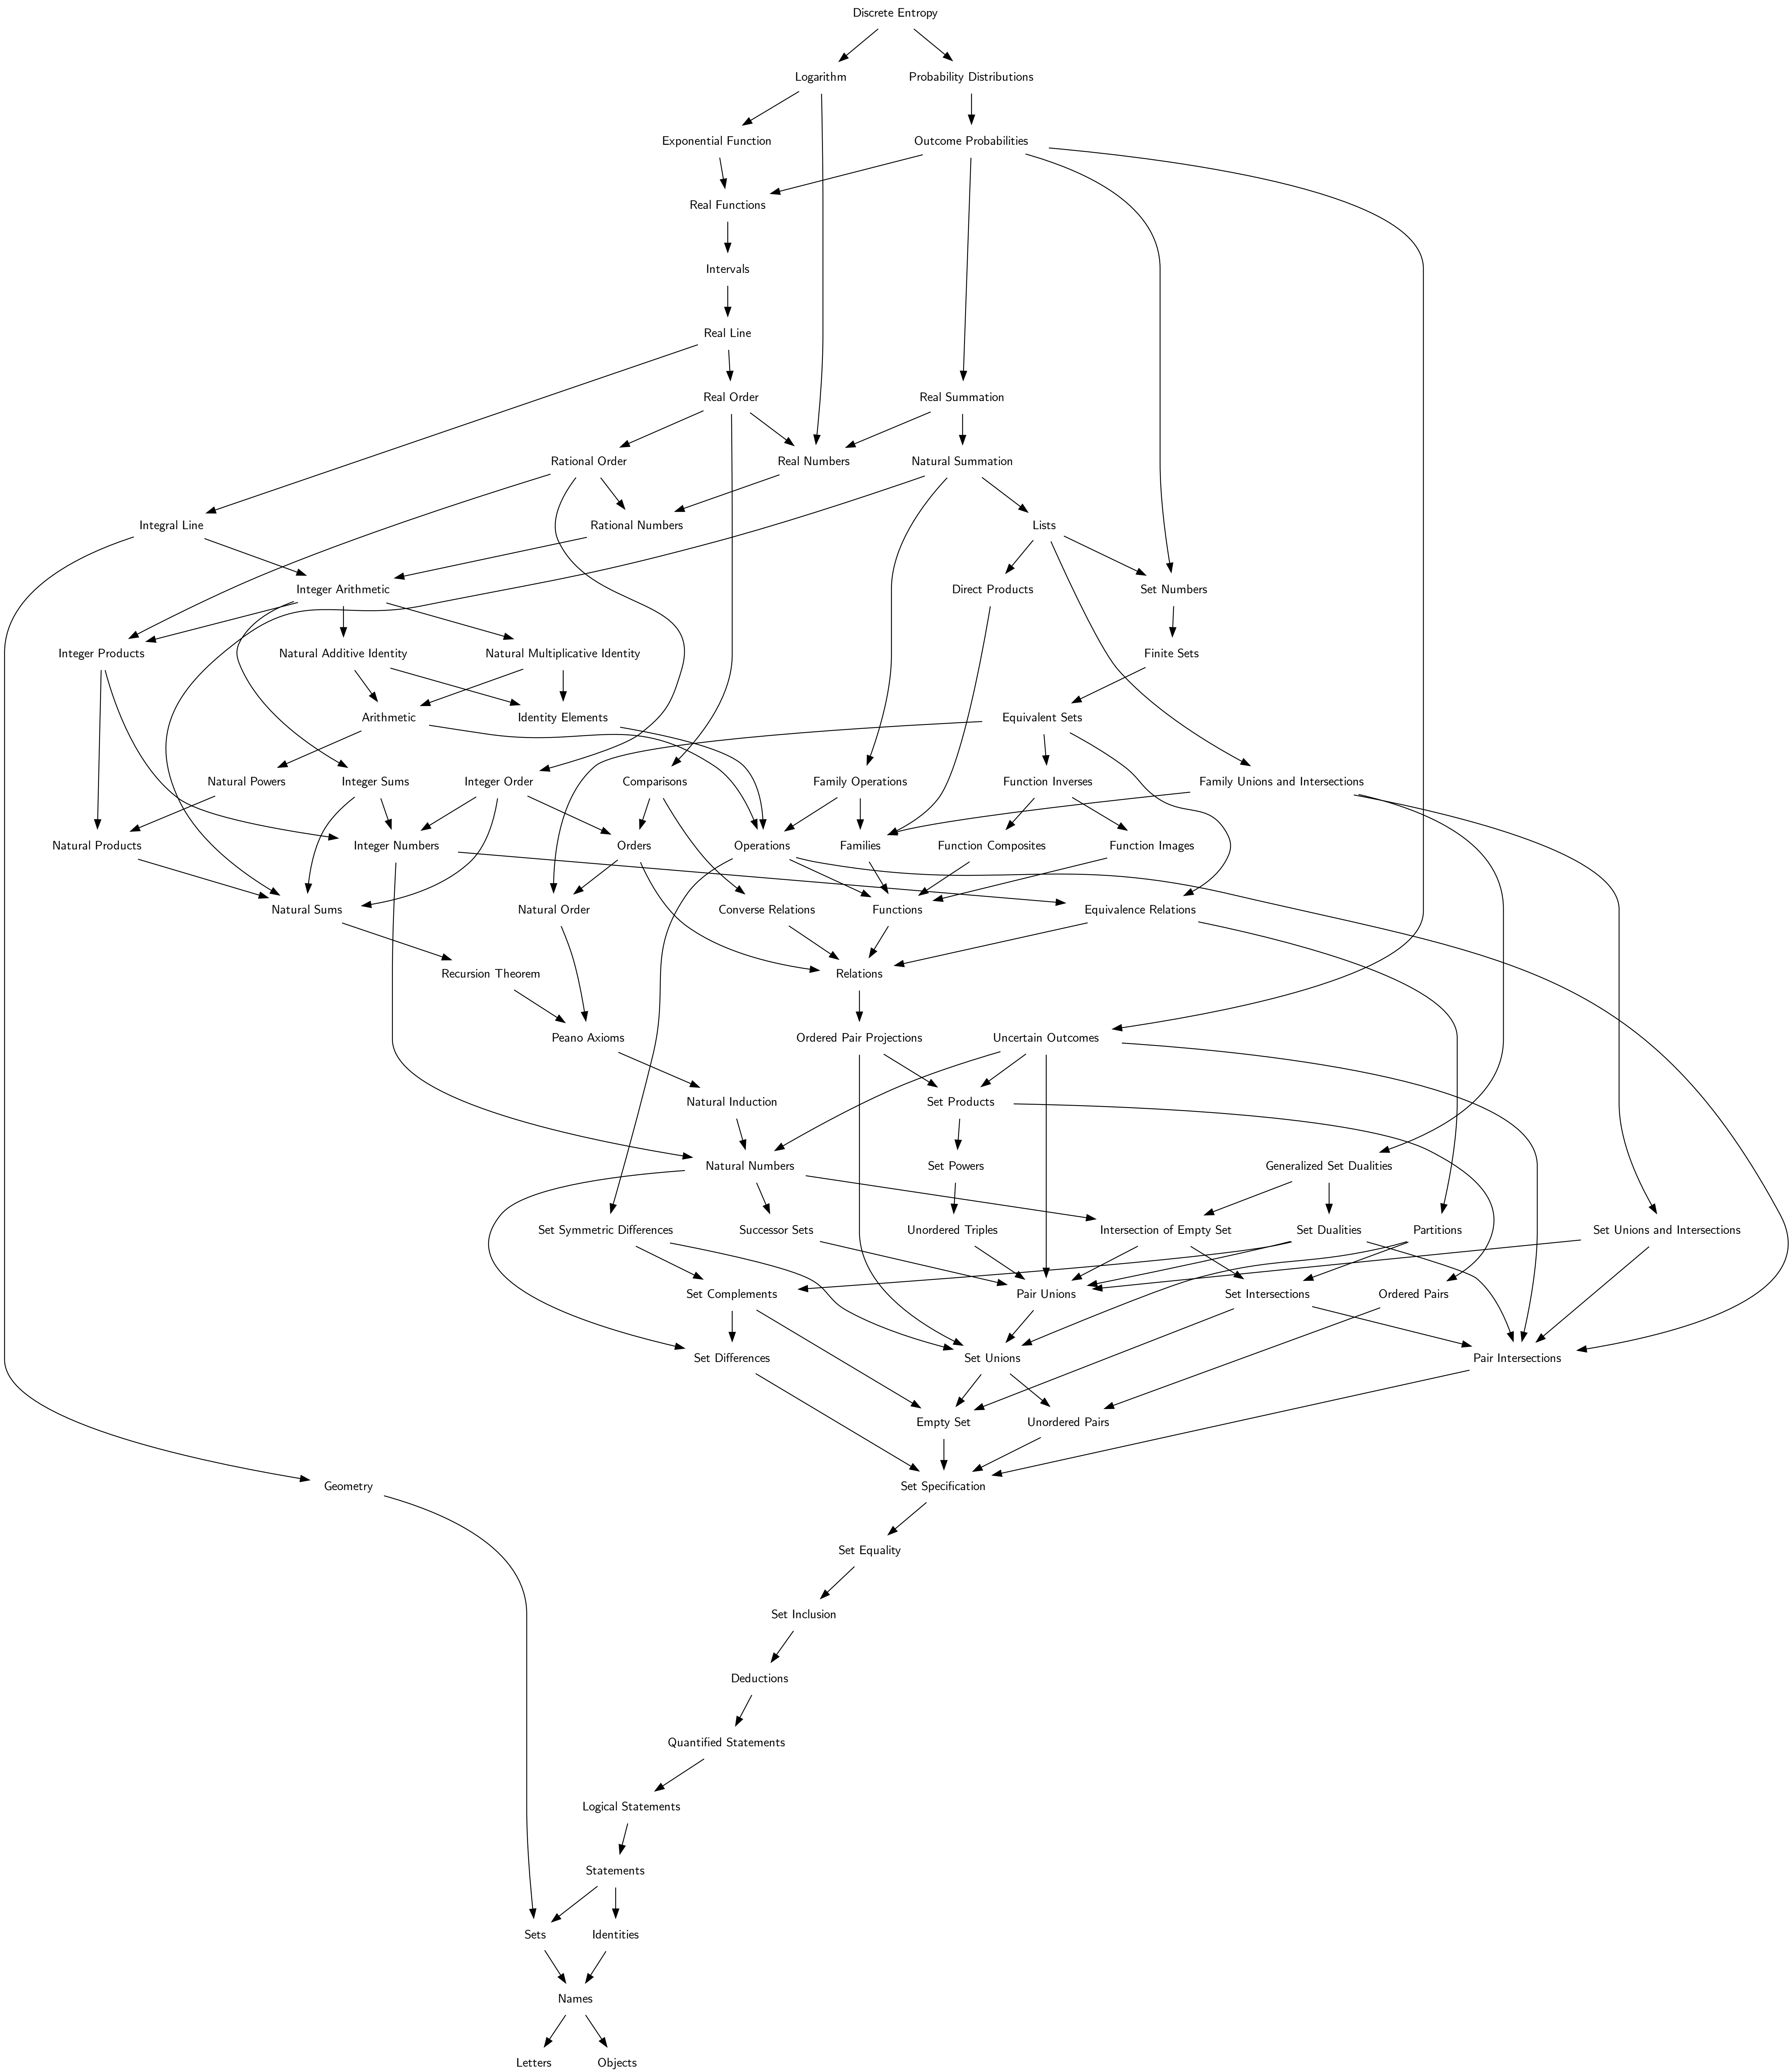 Discrete Entropy
Logarithm
Probability Distributions
Exponential Function
Outcome Probabilities
Real Functions
Intervals
Real Line
Real Order
Real Summation
Rational Order
Real Numbers
Natural Summation
Integral Line
Rational Numbers
Lists
Integer Arithmetic
Direct Products
Set Numbers
Integer Products
Natural Additive Identity
Natural Multiplicative Identity
Finite Sets
Arithmetic
Identity Elements
Equivalent Sets
Natural Powers
Integer Sums
Integer Order
Comparisons
Family Operations
Function Inverses
Family Unions and Intersections
Natural Products
Integer Numbers
Orders
Operations
Families
Function Composites
Function Images
Natural Sums
Natural Order
Converse Relations
Functions
Equivalence Relations
Recursion Theorem
Relations
Peano Axioms
Ordered Pair Projections
Uncertain Outcomes
Natural Induction
Set Products
Natural Numbers
Set Powers
Generalized Set Dualities
Set Symmetric Differences
Successor Sets
Unordered Triples
Intersection of Empty Set
Set Dualities
Partitions
Set Unions and Intersections
Set Complements
Pair Unions
Set Intersections
Ordered Pairs
Set Differences
Set Unions
Pair Intersections
Empty Set
Unordered Pairs
Geometry
Set Specification
Set Equality
Set Inclusion
Deductions
Quantified Statements
Logical Statements
Statements
Sets
Identities
Names
Letters
Objects